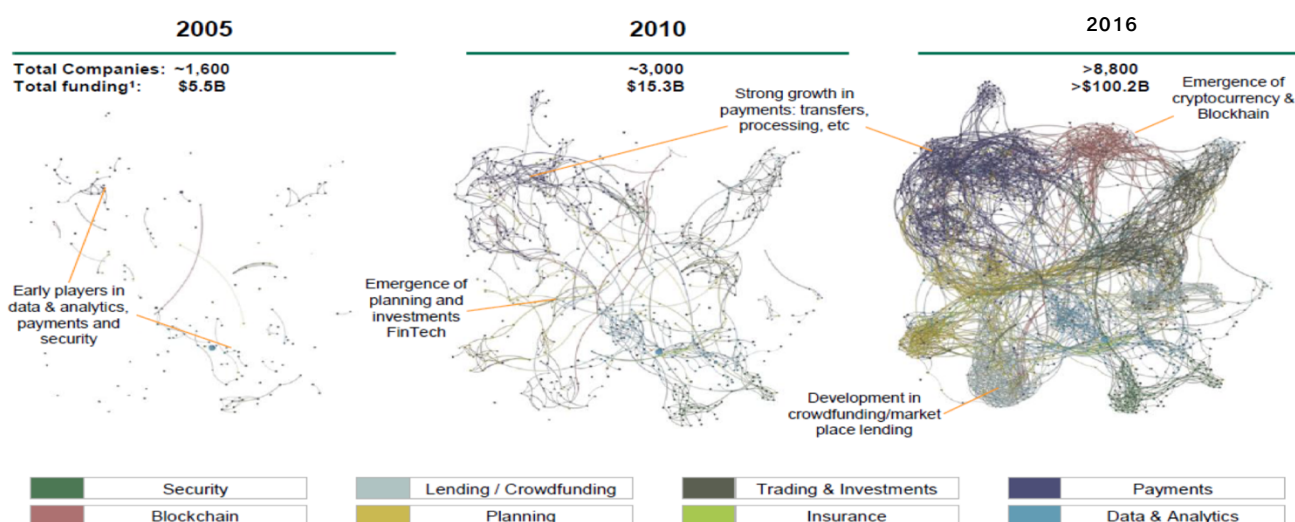 2005
2010
2016
Total Companies: ~1,600
Total funding¹: $5.5B
~3,000
$15.3B
>8,800
>$100.2B
Strong growth in
payments: transfers,
processing, etc
Emergence of
cryptocurrency &
Blockhain
Early players in
data & analytics,
payments and
security
Emergence of
planning and
investments
FinTech
Development in
crowdfunding/market
place lending
Security
Lending / Crowdfunding
Trading & Investments
Payments
Blockchain
Planning
Insurance
Data & Analytics